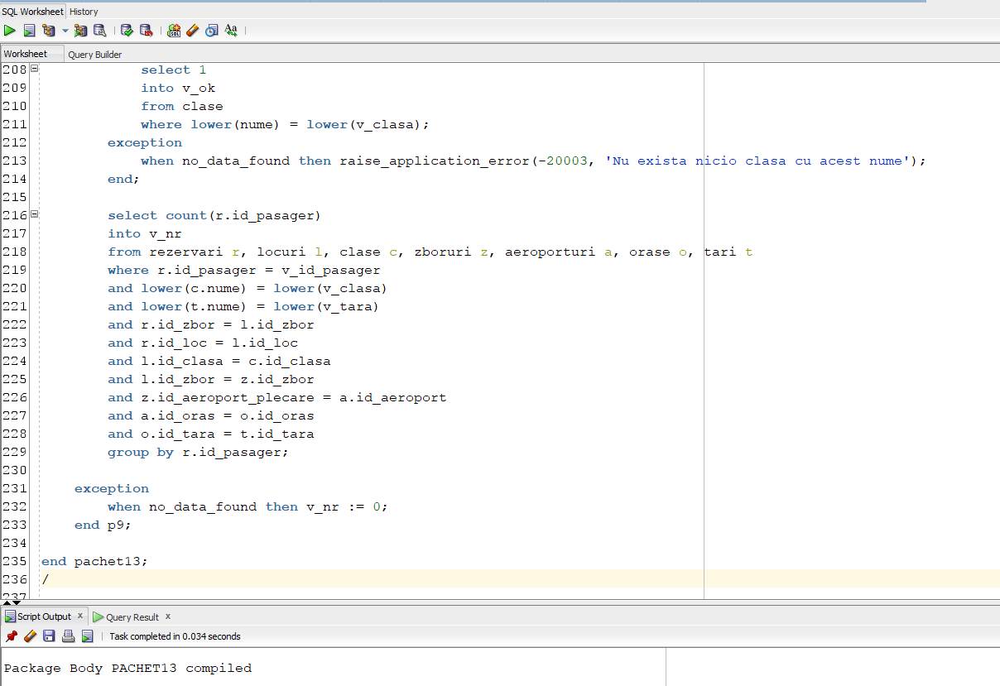 SQL Worksheet History
Worksheet Query Builder
208 select 1
209 into v_ok
210 from clase
211 where lower(nume) = lower(v_clasa);
212 exception
213 when no_data_found then raise_application_error(-20003, 'Nu exista nicio clasa cu acest nume');
214 end;
215
216 select count(r.id_pasager)
217 into v_nr
218 from rezervari r, locuri l, clase c, zboruri z, aeroporturi a, orase o, tari t
219 where r.id_pasager = v_id_pasager
220 and lower(c.nume) = lower(v_clasa)
221 and lower(t.nume) = lower(v_tara)
222 and r.id_zbor = l.id_zbor
223 and r.id_loc = l.id_loc
224 and l.id_clasa = c.id_clasa
225 and l.id_zbor = z.id_zbor
226 and z.id_aeroport_plecare = a.id_aeroport
227 and a.id_oras = o.id_oras
228 and o.id_tara = t.id_tara
229 group by r.id_pasager;
230
231 exception
232 when no_data_found then v_nr := 0;
233 end p9;
234
235 end pachet13;
236 /
237
Script Output x Query Result x
Task completed in 0.034 seconds
Package Body PACHET13 compiled